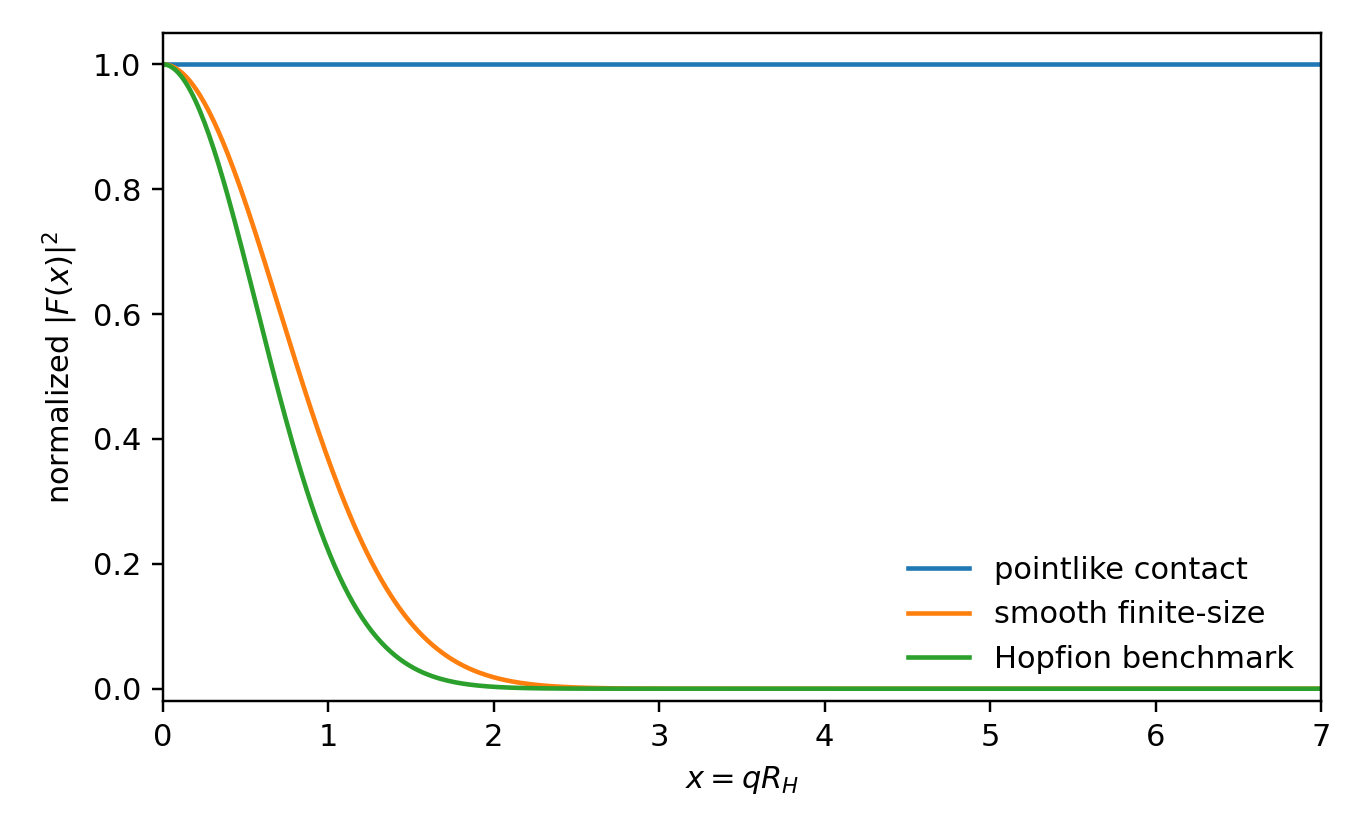 1.0
0.8
0.6
0.4
0.2
0.0
normalized |F(x)|²
pointlike contact
smooth finite-size
Hopfion benchmark
0 1 2 3 4 5 6 7
x = qR_H